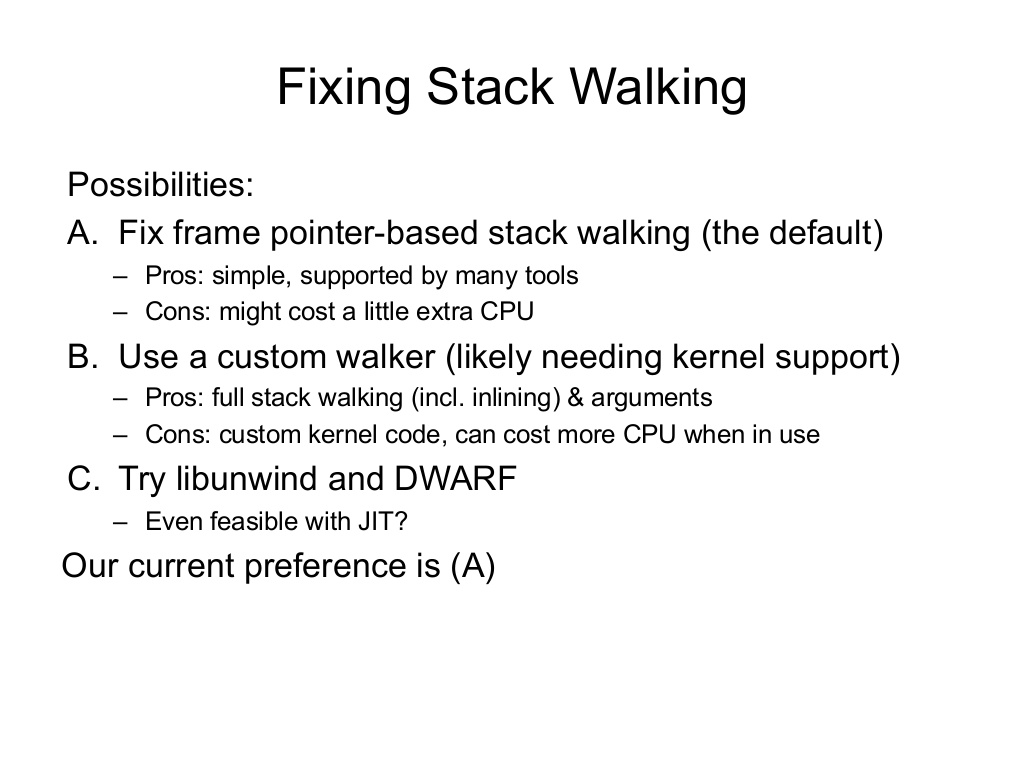 Fixing Stack Walking
Possibilities:
A. Fix frame pointer-based stack walking (the default)
– Pros: simple, supported by many tools
– Cons: might cost a little extra CPU
B. Use a custom walker (likely needing kernel support)
– Pros: full stack walking (incl. inlining) & arguments
– Cons: custom kernel code, can cost more CPU when in use
C. Try libunwind and DWARF
– Even feasible with JIT?
Our current preference is (A)